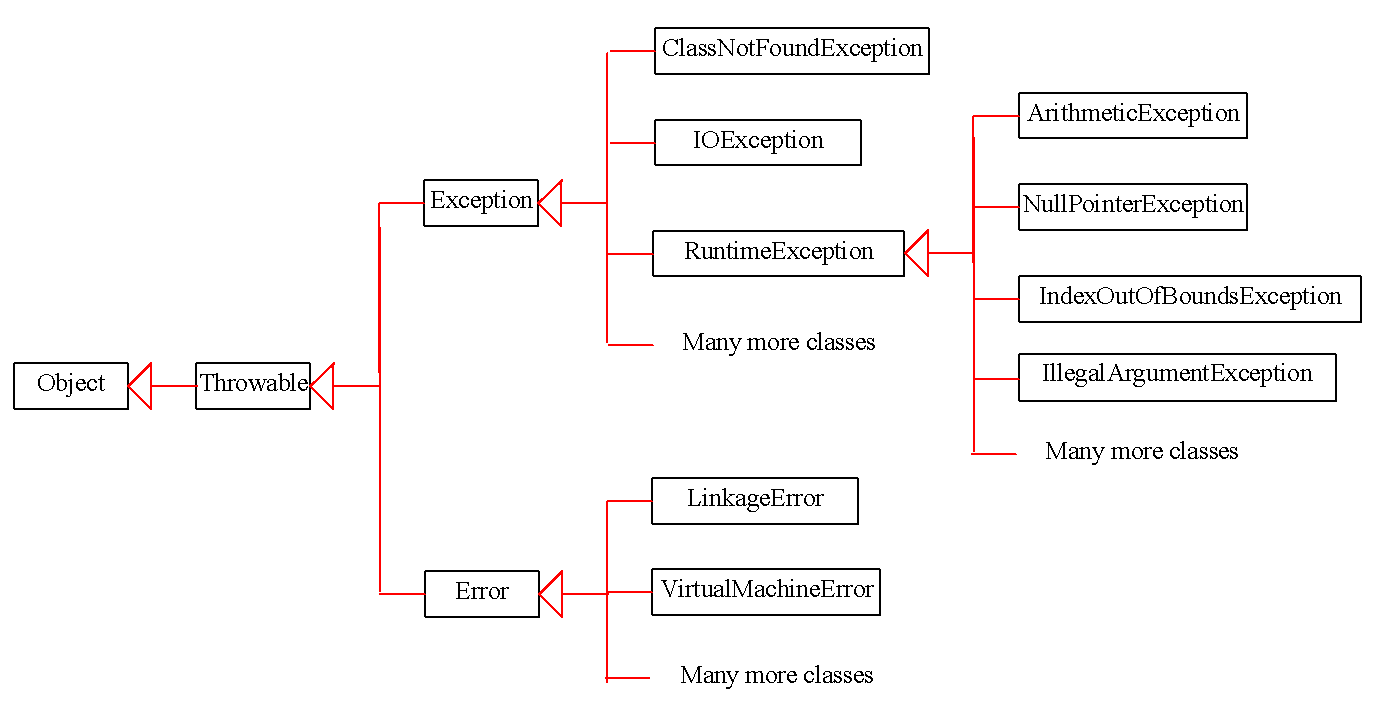 ClassNotFoundException
ArithmeticException
IOException
Exception
NullPointerException
RuntimeException
IndexOutOfBoundsException
Many more classes
Object
Throwable
IllegalArgumentException
Many more classes
LinkageError
Error
VirtualMachineError
Many more classes